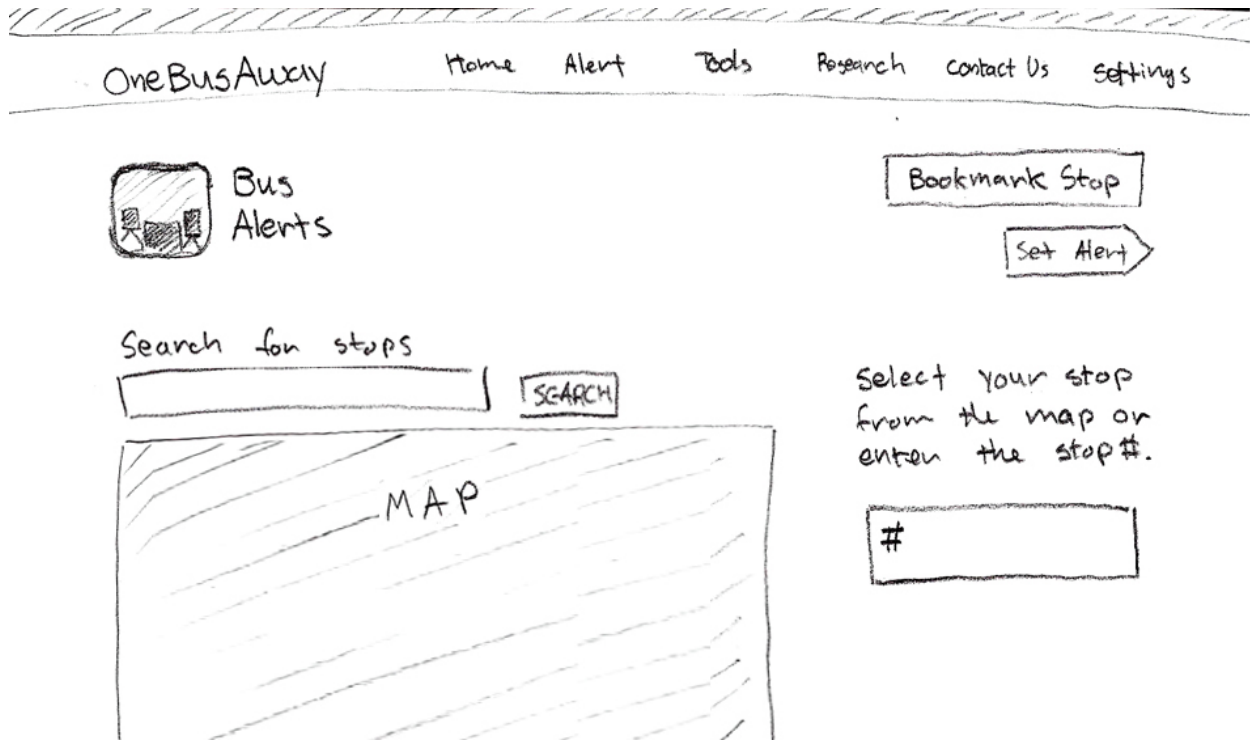 OneBusAway Home Alert Tools Research Contact Us Settings
Bus
Alerts
Bookmark Stop
Set Alert
Search for stops
SEARCH
Select your stop
from the map or
enter the stop#.
MAP
#